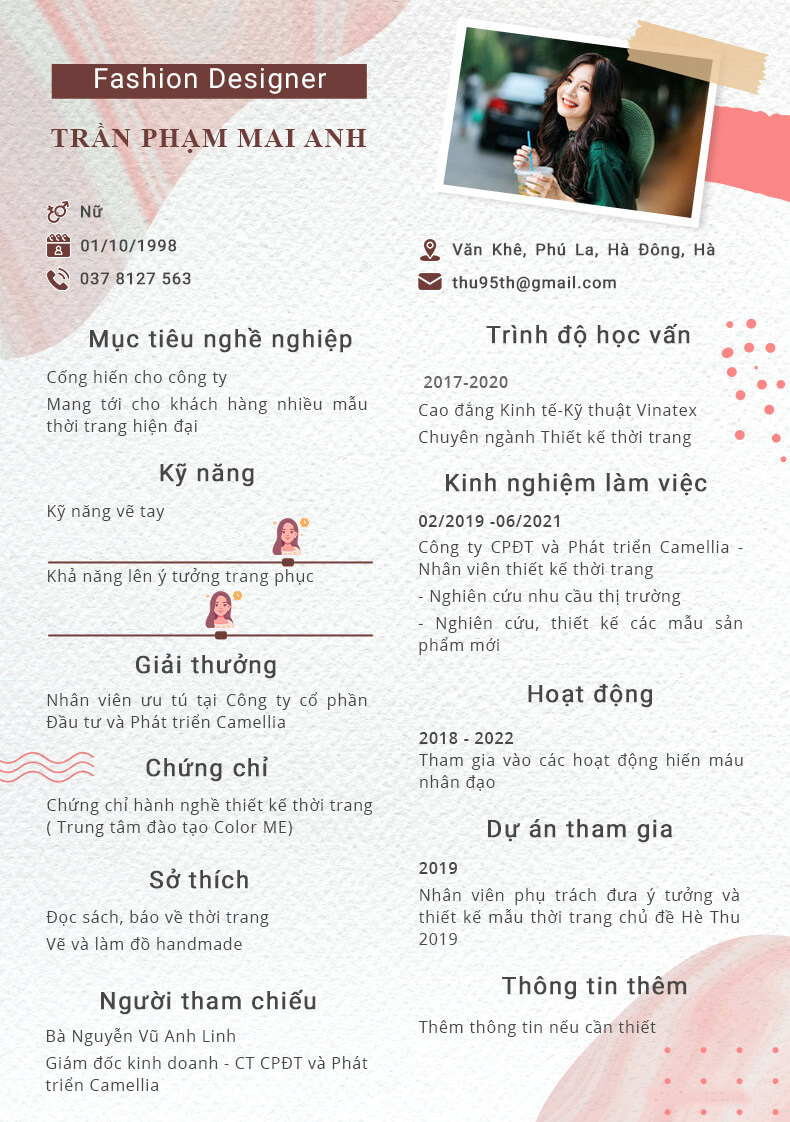 Fashion Designer
TRẦN PHẠM MAI ANH
Nữ
01/10/1998
037 8127 563
Văn Khê, Phú La, Hà Đông, Hà
thu95th@gmail.com
Mục tiêu nghề nghiệp
Cống hiến cho công ty
Mang tới cho khách hàng nhiều mẫu
thời trang hiện đại
Kỹ năng
Kỹ năng vẽ tay
Khả năng lên ý tưởng trang phục
Giải thưởng
Nhân viên ưu tú tại Công ty cổ phần
Đầu tư và Phát triển Camellia
Chứng chỉ
Chứng chỉ hành nghề thiết kế thời trang
( Trung tâm đào tạo Color ME)
Sở thích
Đọc sách, báo về thời trang
Vẽ và làm đồ handmade
Người tham chiếu
Bà Nguyễn Vũ Anh Linh
Giám đốc kinh doanh - CT CPĐT và Phát
triển Camellia
Trình độ học vấn
2017-2020
Cao đẳng Kinh tế-Kỹ thuật Vinatex
Chuyên ngành Thiết kế thời trang
Kinh nghiệm làm việc
02/2019 -06/2021
Công ty CPĐT và Phát triển Camellia -
Nhân viên thiết kế thời trang
- Nghiên cứu nhu cầu thị trường
- Nghiên cứu, thiết kế các mẫu sản
phẩm mới
Hoạt động
2018 - 2022
Tham gia vào các hoạt động hiến máu
nhân đạo
Dự án tham gia
2019
Nhân viên phụ trách đưa ý tưởng và
thiết kế mẫu thời trang chủ đề Hè Thu
2019
Thông tin thêm
Thêm thông tin nếu cần thiết